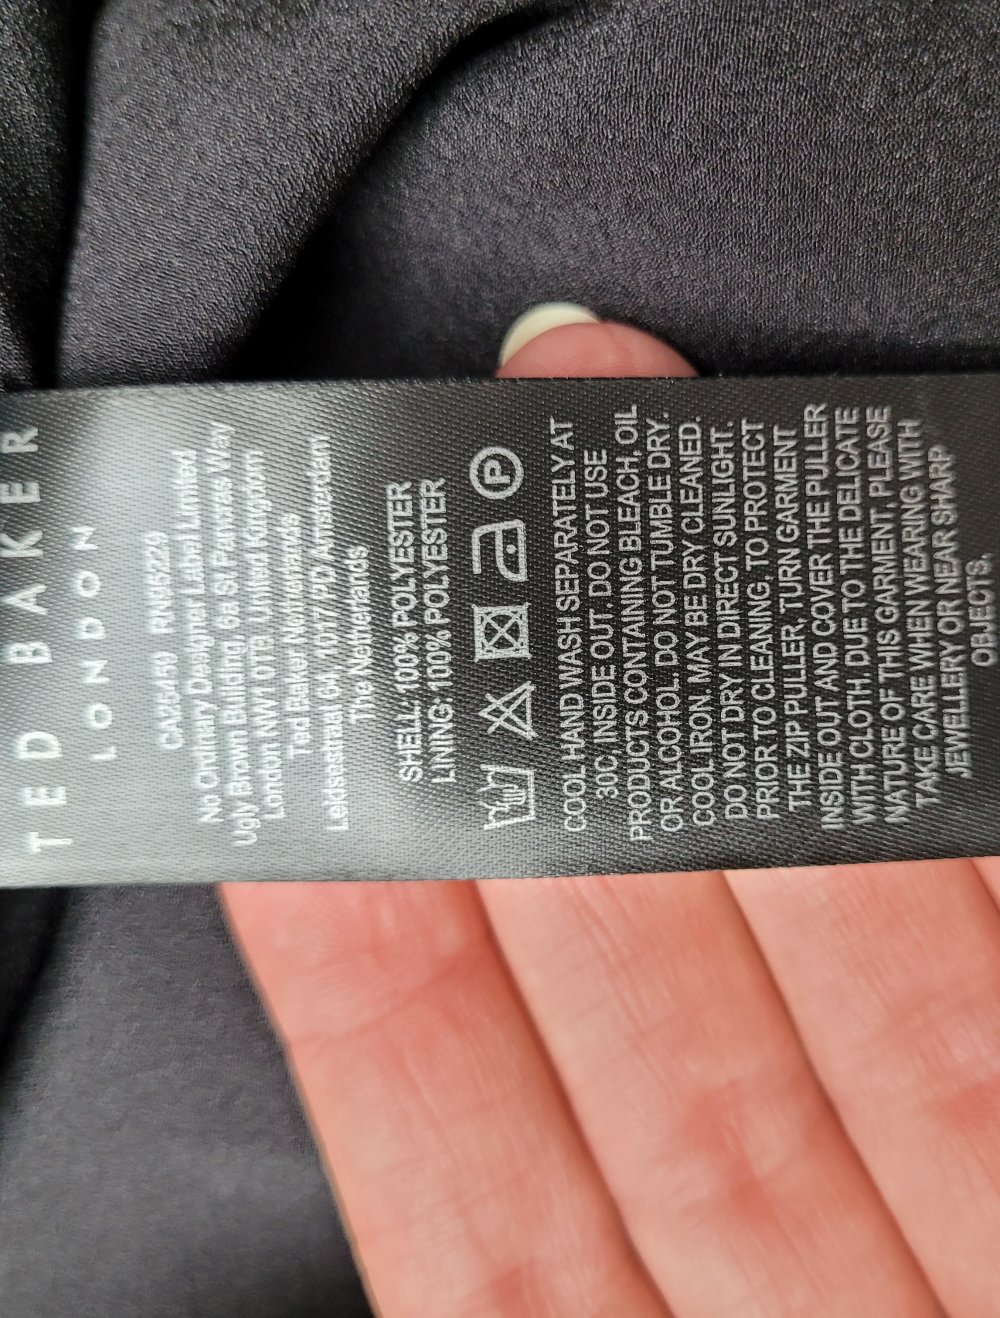 TED BAKER
LONDON
RN96229
No Ordinary Designer Label Limited
Ugly Brown Building, 6a St Pancras Way
London NW1 0TB, United Kingdom
Ted Baker Netherlands
Leidsestraat 64, 1017 PD Amsterdam
The Netherlands
SHELL: 100% POLYESTER
LINING: 100% POLYESTER
P
COOL HAND WASH SEPARATELY AT
30C, INSIDE OUT. DO NOT USE
PRODUCTS CONTAINING BLEACH, OIL
OR ALCOHOL. DO NOT TUMBLE DRY.
COOL IRON. MAY BE DRY CLEANED.
DO NOT DRY IN DIRECT SUNLIGHT.
PRIOR TO CLEANING, TO PROTECT
THE ZIP PULLER, TURN GARMENT
INSIDE OUT AND COVER THE PULLER
WITH CLOTH. DUE TO THE DELICATE
NATURE OF THIS GARMENT, PLEASE
TAKE CARE WHEN WEARING WITH
JEWELLERY OR NEAR SHARP
OBJECTS.